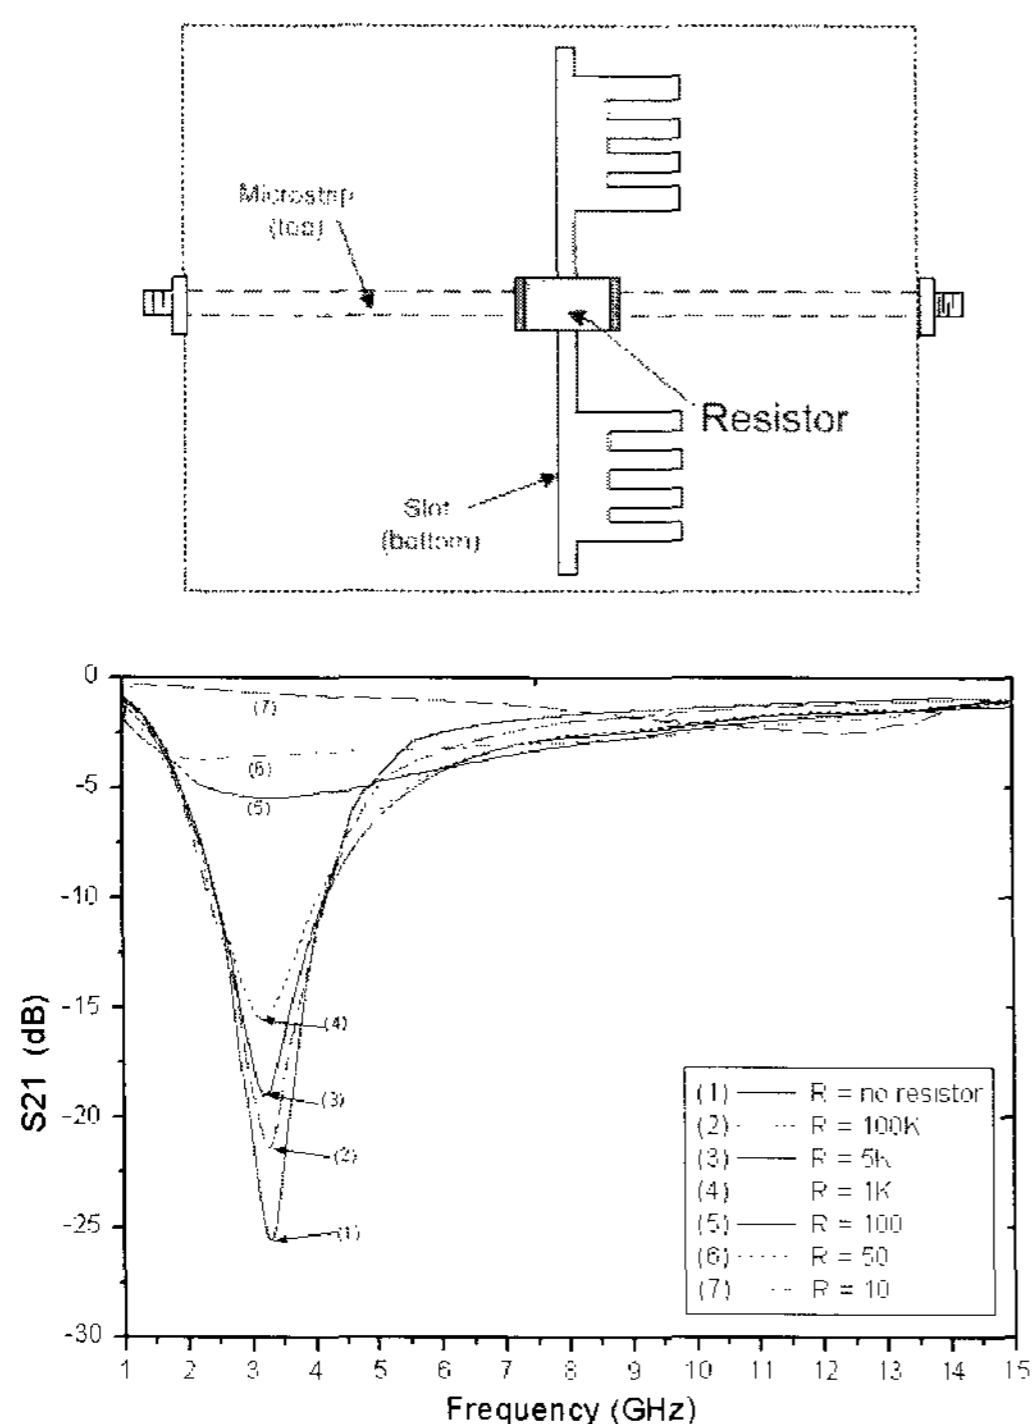 Microstrip
(top)
Resistor
Slot
(bottom)
0
-5
-10
-15
-20
-25
-30
S21 (dB)
(7)
(6)
(5)
(4)
(3)
(2)
(1)
(1) R = no resistor
(2) R = 100K
(3) R = 5K
(4) R = 1K
(5) R = 100
(6) R = 50
(7) R = 10
1 2 3 4 5 6 7 8 9 10 11 12 13 14 15
Frequency (GHz)